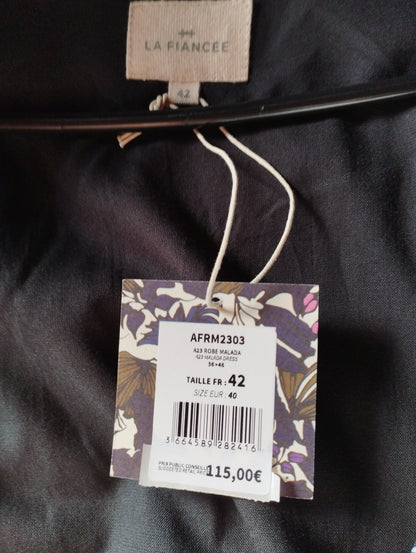 LA FIANCÉE
42
AFRM2303
A23 ROBE MALADA
A23 MALADA DRESS
36>46
TAILLE FR : 42
SIZE EUR : 40
3 664589 282416
PRIX PUBLIC CONSEILLÉ
SUGGESTED RETAIL PRICE
115,00€